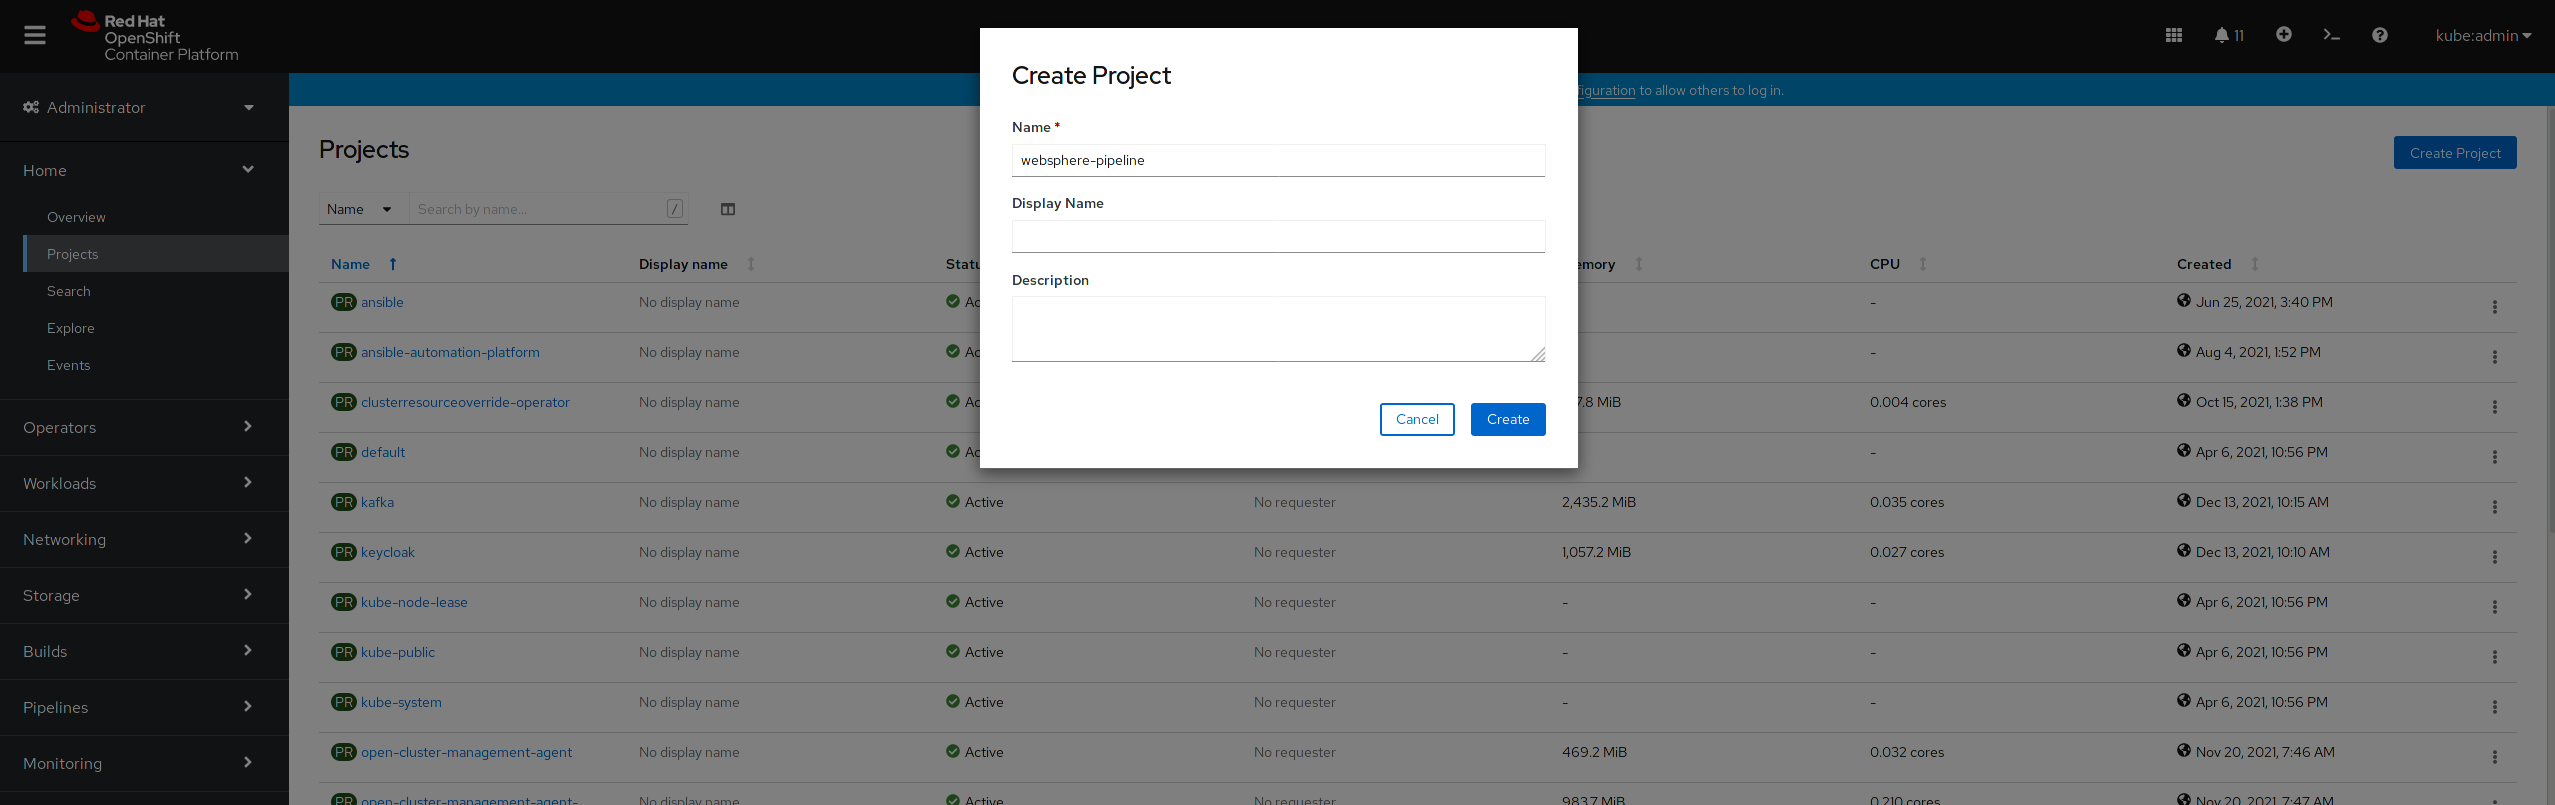 Red Hat
OpenShift
Container Platform
11
kube:admin
Administrator
Home
Overview
Projects
Search
Explore
Events
Operators
Workloads
Networking
Storage
Builds
Pipelines
Monitoring
figuration to allow others to log in.
Projects
Create Project
Name
Search by name...
/
Create Project
Name *
websphere-pipeline
Display Name
Description
Cancel
Create
Name Display name Statu emory CPU Created
PR ansible No display name Ac - Jun 25, 2021, 3:40 PM
PR ansible-automation-platform No display name Ac - Aug 4, 2021, 1:52 PM
PR clusterresourceoverride-operator No display name Ac 7.8 MiB 0.004 cores Oct 15, 2021, 1:38 PM
PR default No display name Ac - Apr 6, 2021, 10:56 PM
PR kafka No display name Active No requester 2,435.2 MiB 0.035 cores Dec 13, 2021, 10:15 AM
PR keycloak No display name Active No requester 1,057.2 MiB 0.027 cores Dec 13, 2021, 10:10 AM
PR kube-node-lease No display name Active No requester - - Apr 6, 2021, 10:56 PM
PR kube-public No display name Active No requester - - Apr 6, 2021, 10:56 PM
PR kube-system No display name Active No requester - - Apr 6, 2021, 10:56 PM
PR open-cluster-management-agent No display name Active No requester 469.2 MiB 0.032 cores Nov 20, 2021, 7:46 AM
PR open-cluster-management-agent- No display name Active No requester 983.7 MiB 0.210 cores Nov 20, 2021, 7:47 AM